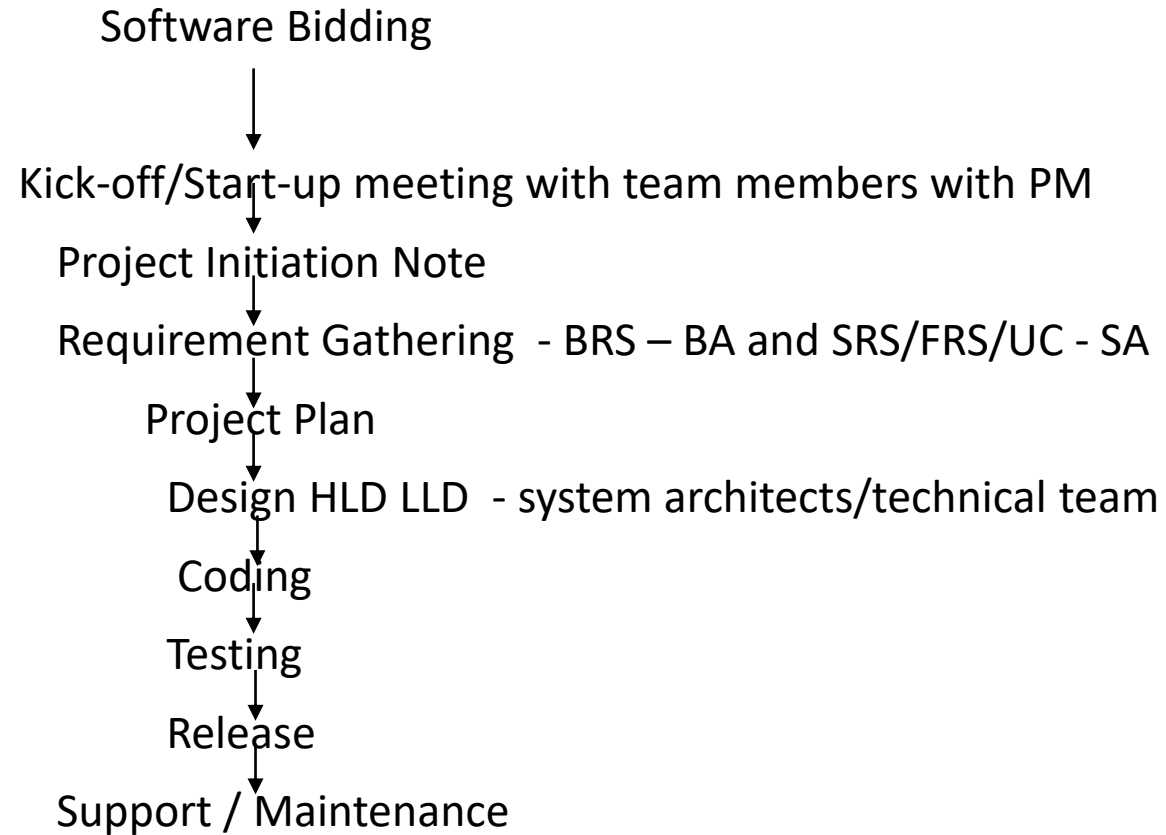 Software Bidding
Kick-off/Start-up meeting with team members with PM
Project Initiation Note
Requirement Gathering - BRS – BA and SRS/FRS/UC - SA
Project Plan
Design HLD LLD - system architects/technical team
Coding
Testing
Release
Support / Maintenance